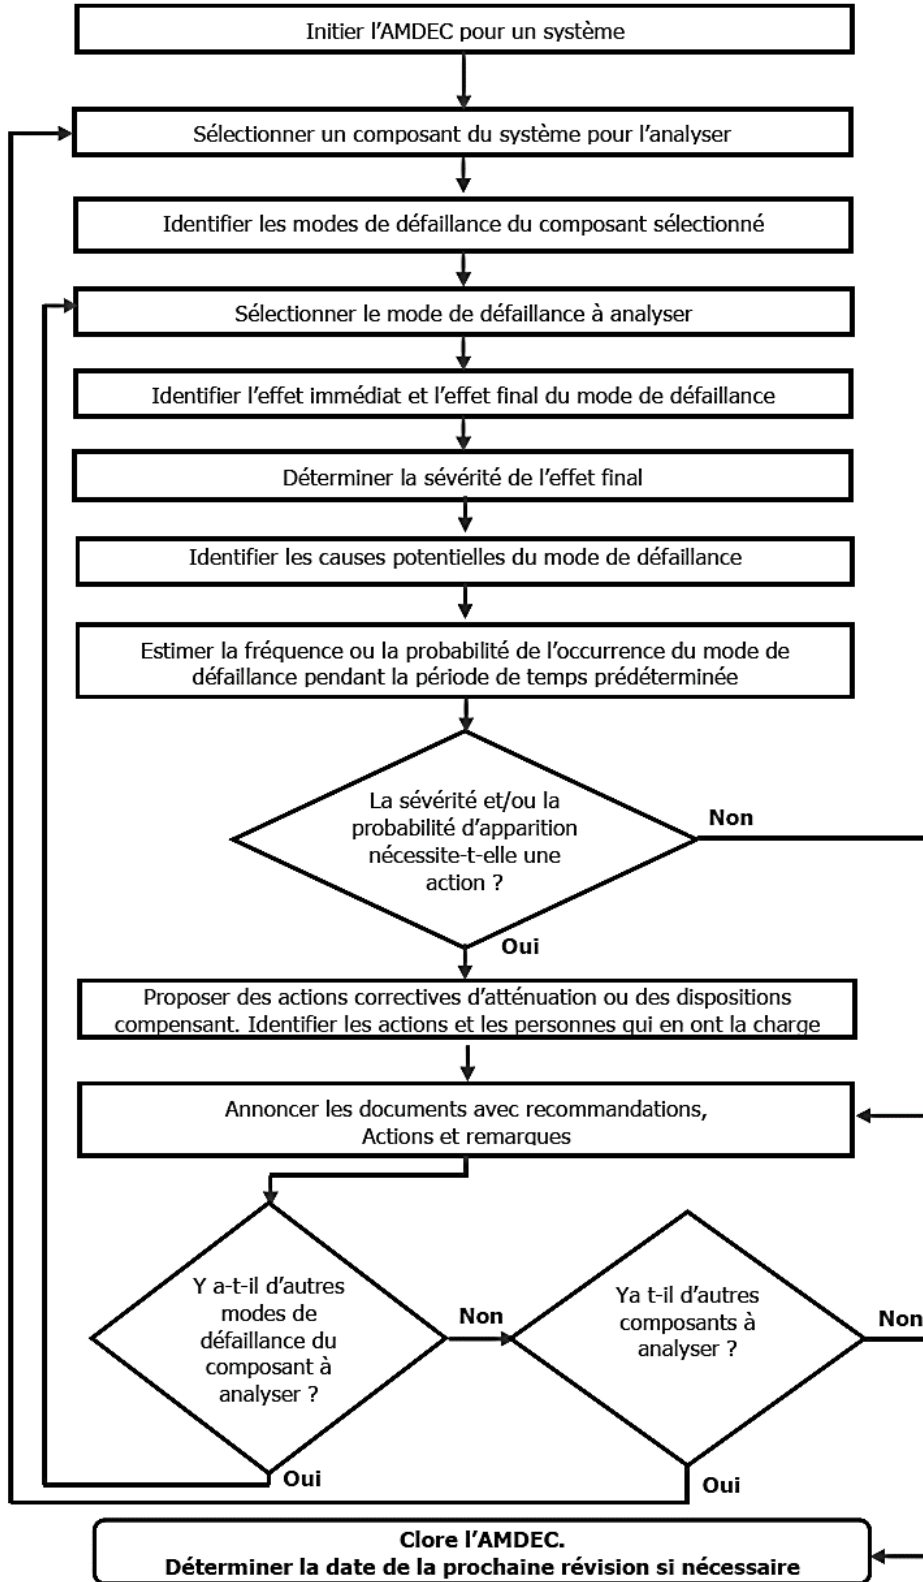 Initier l'AMDEC pour un système
Sélectionner un composant du système pour l'analyser
Identifier les modes de défaillance du composant sélectionné
Sélectionner le mode de défaillance à analyser
Identifier l'effet immédiat et l'effet final du mode de défaillance
Déterminer la sévérité de l'effet final
Identifier les causes potentielles du mode de défaillance
Estimer la fréquence ou la probabilité de l'occurrence du mode de
défaillance pendant la période de temps prédéterminée
La sévérité et/ou la
probabilité d'apparition
nécessite-t-elle une
action ?
Non
Oui
Proposer des actions correctives d'atténuation ou des dispositions
compensant. Identifier les actions et les personnes qui en ont la charge
Annoncer les documents avec recommandations,
Actions et remarques
Y a-t-il d'autres
modes de
défaillance du
composant à
analyser ?
Non
Oui
Ya t-il d'autres
composants à
analyser ?
Non
Oui
Clore l'AMDEC.
Déterminer la date de la prochaine révision si nécessaire